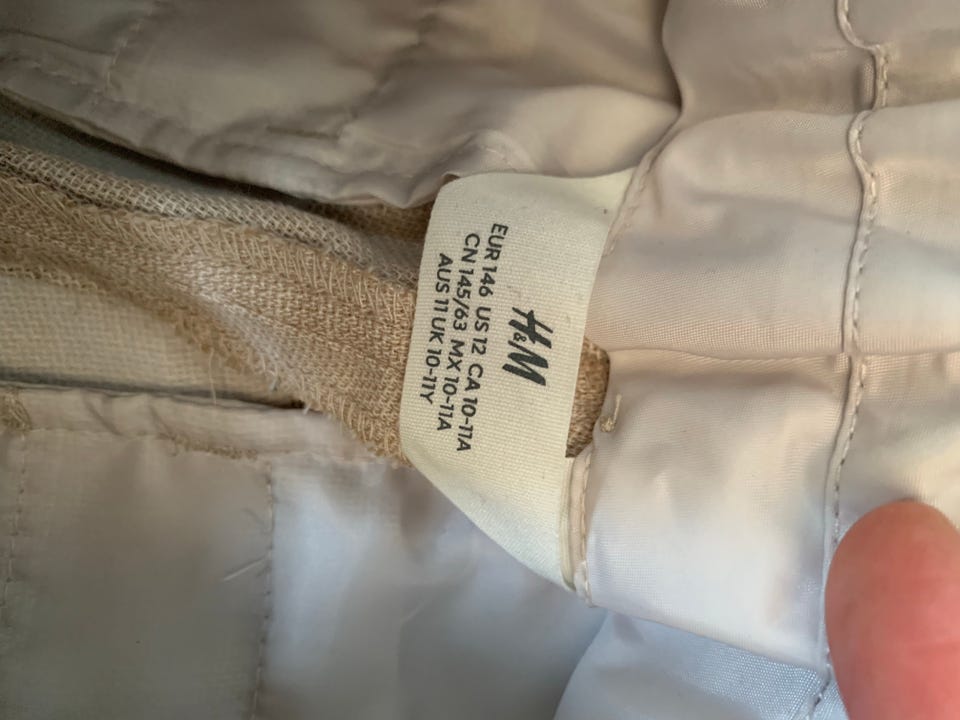 H&M
EUR 146 US 12 CA 10-11A
CN 145/63 MX 10-11A
AUS 11 UK 10-11Y